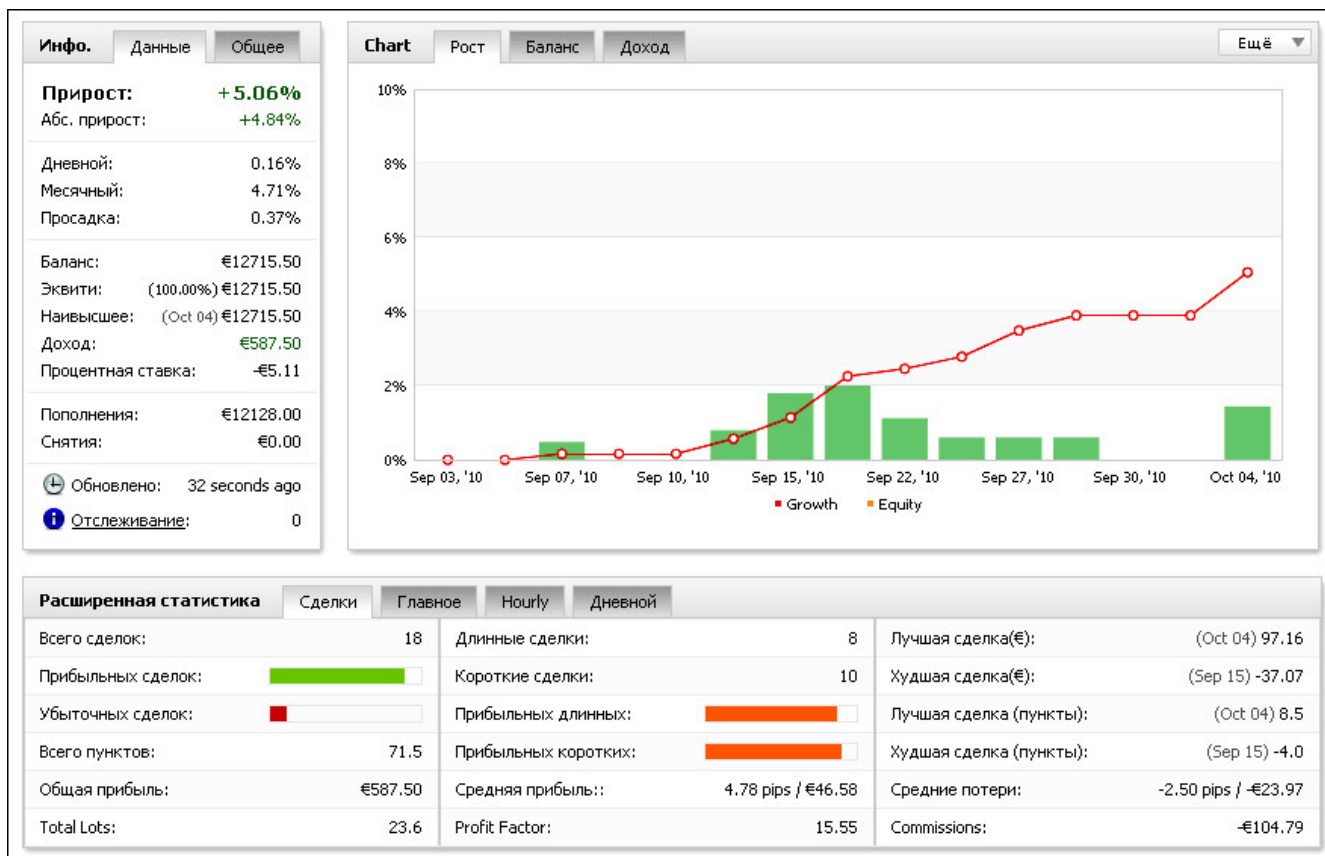 Инфо. Данные Общее
Прирост: +5.06%
Абс. прирост: +4.84%
Дневной: 0.16%
Месячный: 4.71%
Просадка: 0.37%
Баланс: €12715.50
Эквити: (100.00%) €12715.50
Наивысшее: (Oct 04) €12715.50
Доход: €587.50
Процентная ставка: -€5.11
Пополнения: €12128.00
Снятия: €0.00
Обновлено: 32 seconds ago
Отслеживание: 0
Chart Рост Баланс Доход Ещё
10%
8%
6%
4%
2%
0%
Sep 03, '10 Sep 07, '10 Sep 10, '10 Sep 15, '10 Sep 22, '10 Sep 27, '10 Sep 30, '10 Oct 04, '10
Growth Equity
Расширенная статистика Сделки Главное Hourly Дневной
Всего сделок: 18 Длинные сделки: 8 Лучшая сделка(€): (Oct 04) 97.16
Прибыльных сделок: Короткие сделки: 10 Худшая сделка(€): (Sep 15) -37.07
Убыточных сделок: Прибыльных длинных: Лучшая сделка (пункты): (Oct 04) 8.5
Всего пунктов: 71.5 Прибыльных коротких: Худшая сделка (пункты): (Sep 15) -4.0
Общая прибыль: €587.50 Средняя прибыль:: 4.78 pips / €46.58 Средние потери: -2.50 pips / -€23.97
Total Lots: 23.6 Profit Factor: 15.55 Commissions: -€104.79